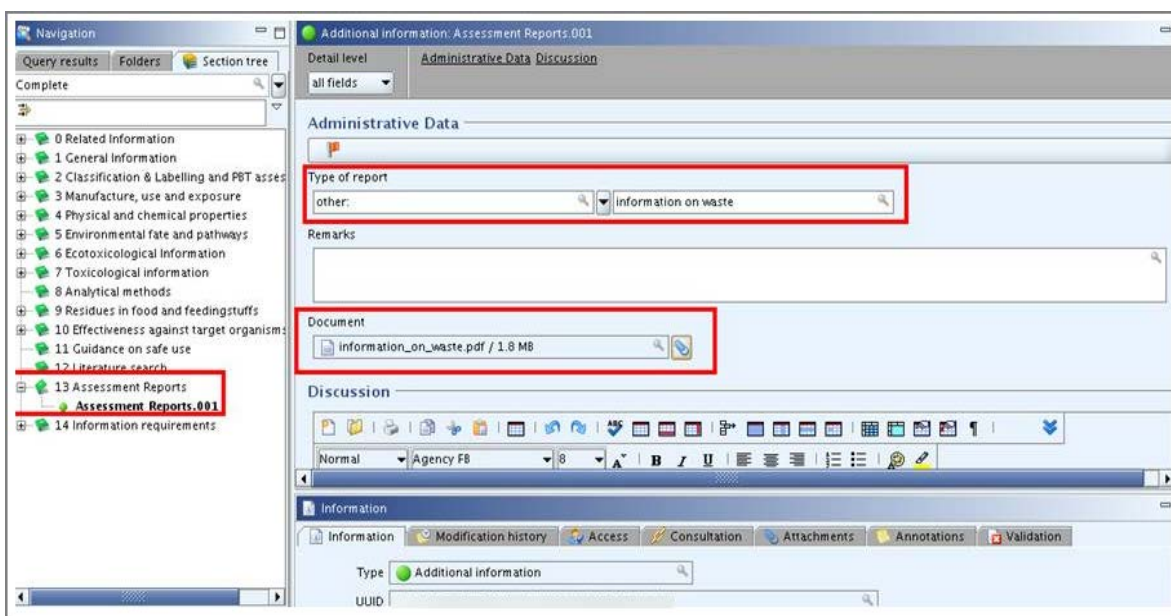 Navigation
Query results Folders Section tree
Complete
0 Related Information
1 General Information
2 Classification & Labelling and PBT asses
3 Manufacture, use and exposure
4 Physical and chemical properties
5 Environmental fate and pathways
6 Ecotoxicological Information
7 Toxicological information
8 Analytical methods
9 Residues in food and feedingstuffs
10 Effectiveness against target organisms
11 Guidance on safe use
12 Literature search
13 Assessment Reports
Assessment Reports.001
14 Information requirements
Additional information: Assessment Reports.001
Detail level Administrative Data Discussion
all fields
Administrative Data
Type of report
other: information on waste
Remarks
Document
information_on_waste.pdf / 1.8 MB
Discussion
ABC
Normal Agency FB 8 A B I U
Information
Information Modification history Access Consultation Attachments Annotations Validation
Type Additional information
UUID